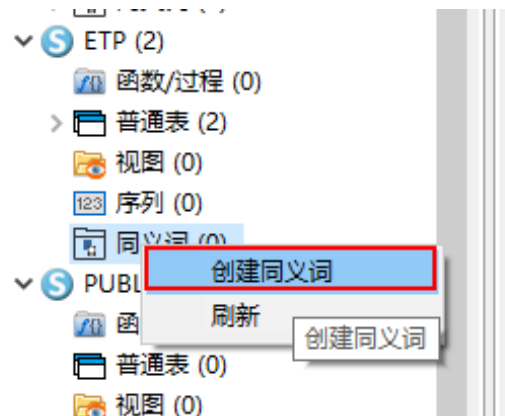 ETP (2)
函数/过程 (0)
普通表 (2)
视图 (0)
123 序列 (0)
同义词 (0)
创建同义词
PUBL
刷新
函
创建同义词
普通表 (0)
视图 (0)